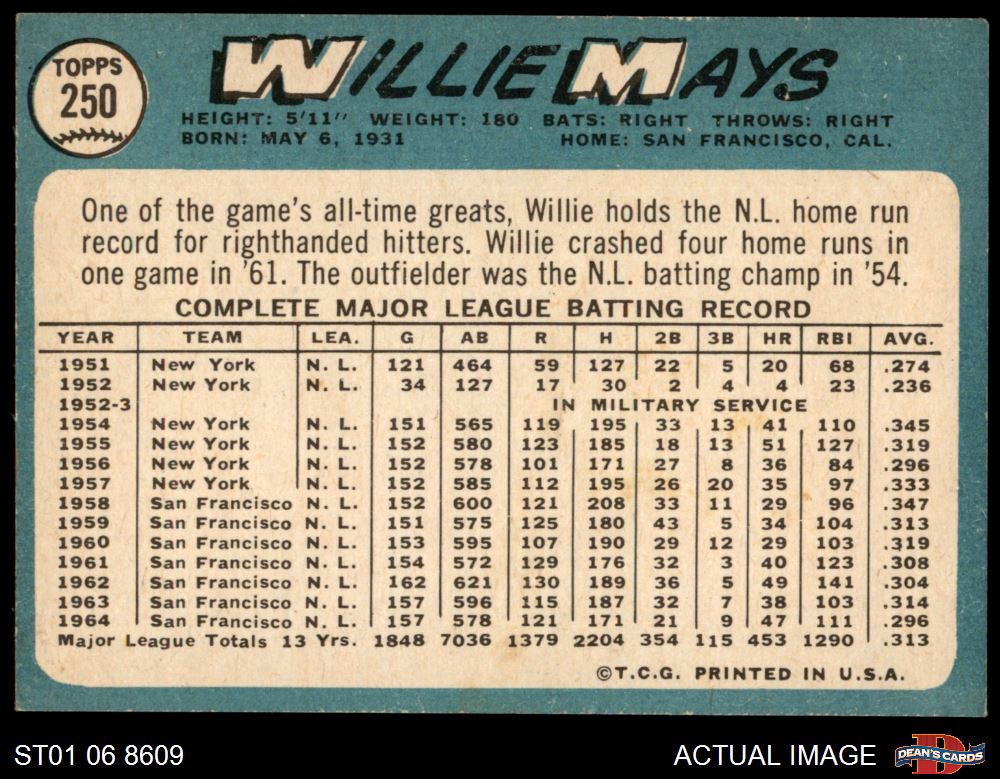 TOPPS
250
WILLIE MAYS
HEIGHT: 5'11" WEIGHT: 180 BATS: RIGHT THROWS: RIGHT
BORN: MAY 6, 1931 HOME: SAN FRANCISCO, CAL.
One of the game's all-time greats, Willie holds the N.L. home run
record for righthanded hitters. Willie crashed four home runs in
one game in '61. The outfielder was the N.L. batting champ in '54.
COMPLETE MAJOR LEAGUE BATTING RECORD
YEAR TEAM LEA. G AB R H 2B 3B HR RBI AVG.
1951 New York N. L. 121 464 59 127 22 5 20 68 .274
1952 New York N. L. 34 127 17 30 2 4 4 23 .236
1952-3 IN MILITARY SERVICE
1954 New York N. L. 151 565 119 195 33 13 41 110 .345
1955 New York N. L. 152 580 123 185 18 13 51 127 .319
1956 New York N. L. 152 578 101 171 27 8 36 84 .296
1957 New York N. L. 152 585 112 195 26 20 35 97 .333
1958 San Francisco N. L. 152 600 121 208 33 11 29 96 .347
1959 San Francisco N. L. 151 575 125 180 43 5 34 104 .313
1960 San Francisco N. L. 153 595 107 190 29 12 29 103 .319
1961 San Francisco N. L. 154 572 129 176 32 3 40 123 .308
1962 San Francisco N. L. 162 621 130 189 36 5 49 141 .304
1963 San Francisco N. L. 157 596 115 187 32 7 38 103 .314
1964 San Francisco N. L. 157 578 121 171 21 9 47 111 .296
Major League Totals 13 Yrs. 1848 7036 1379 2204 354 115 453 1290 .313
©T.C.G. PRINTED IN U.S.A.
ST01 06 8609 ACTUAL IMAGE DEAN'S CARDS